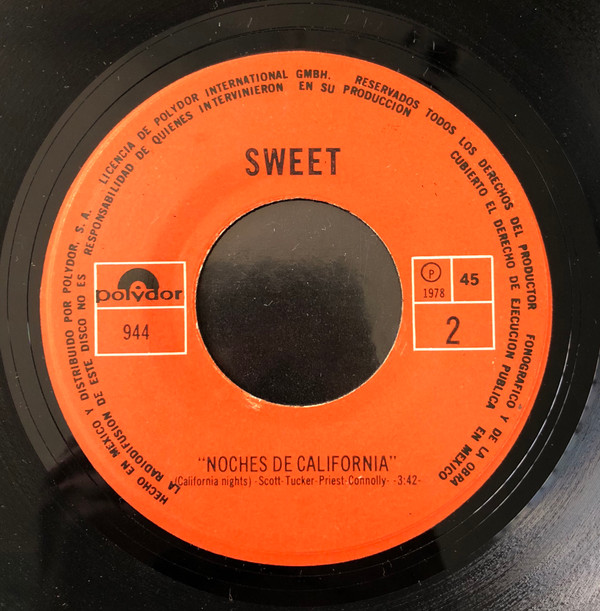 HECHO EN MEXICO Y DISTRIBUIDO POR POLYDOR, S. A. LICENCIA DE POLYDOR INTERNATIONAL GMBH. RESERVADOS TODOS LOS DERECHOS DEL PRODUCTOR FONOGRAFICO Y DE LA OBRA
LA RADIODIFUSION DE ESTE DISCO NO ES RESPONSABILIDAD DE QUIENES INTERVINIERON EN SU PRODUCCION CUBIERTO EL DERECHO DE EJECUCION PUBLICA EN MEXICO
SWEET
polydor
944
P
1978
45
2
"NOCHES DE CALIFORNIA"
(California nights) -Scott-Tucker-Priest-Connolly- -3:42-